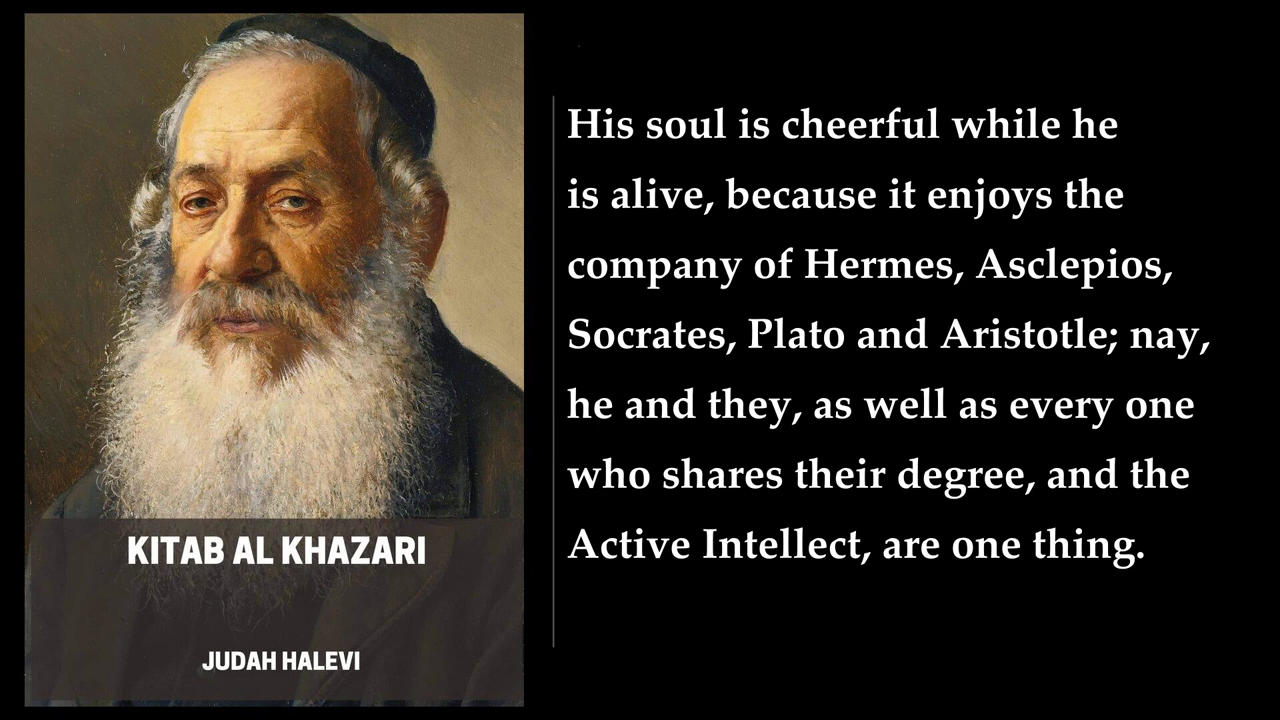 KITAB AL KHAZARI
JUDAH HALEVI
His soul is cheerful while he
is alive, because it enjoys the
company of Hermes, Asclepios,
Socrates, Plato and Aristotle; nay,
he and they, as well as every one
who shares their degree, and the
Active Intellect, are one thing.